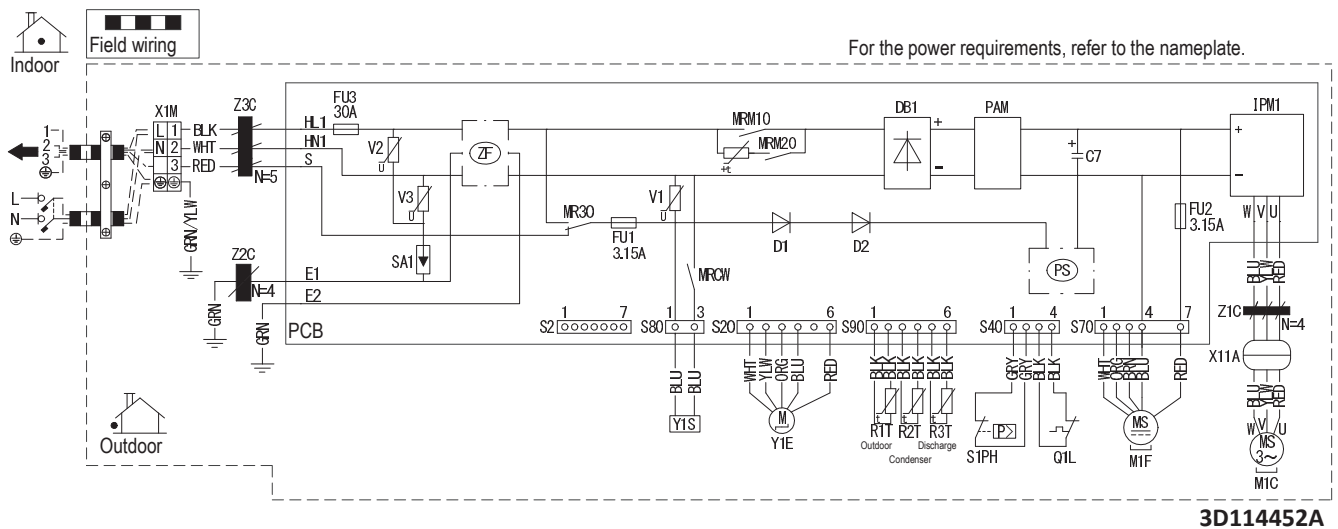 Indoor
Field wiring
For the power requirements, refer to the nameplate.
1
2
3
X1M
L 1
N 2
3
BLK
WHT
RED
GRN/YLW
L
N
Z3C
N=5
HL1
HN1
S
FU3
30A
V2
U
V3
U
SA1
ZF
Z2C
N=4
E1
E2
GRN
GRN
PCB
MRM10
MRM20
+t
V1
U
MR30
FU1
3.15A
MRCW
D1
D2
DB1
+
-
PAM
+
C7
PS
FU2
3.15A
IPM1
+
-
W V U
BLU
YLW
RED
Z1C
N=4
X11A
BLU
YLW
RED
W V U
MS
3~
M1C
S2 1 7
S80 1 3
BLU
BLU
Y1S
S20 1 6
WHT
YLW
ORG
BLU
RED
M
Y1E
S90 1 6
BLK
BLK
BLK
BLK
BLK
BLK
t
t
t
R1T R2T R3T
Outdoor
Condenser
Discharge
S40 1 4
GRY
GRY
BLK
BLK
P>
S1PH
Q1L
S70 1 4 7
WHT
ORG
BRN
BLU
RED
MS
M1F
Outdoor
3D114452A